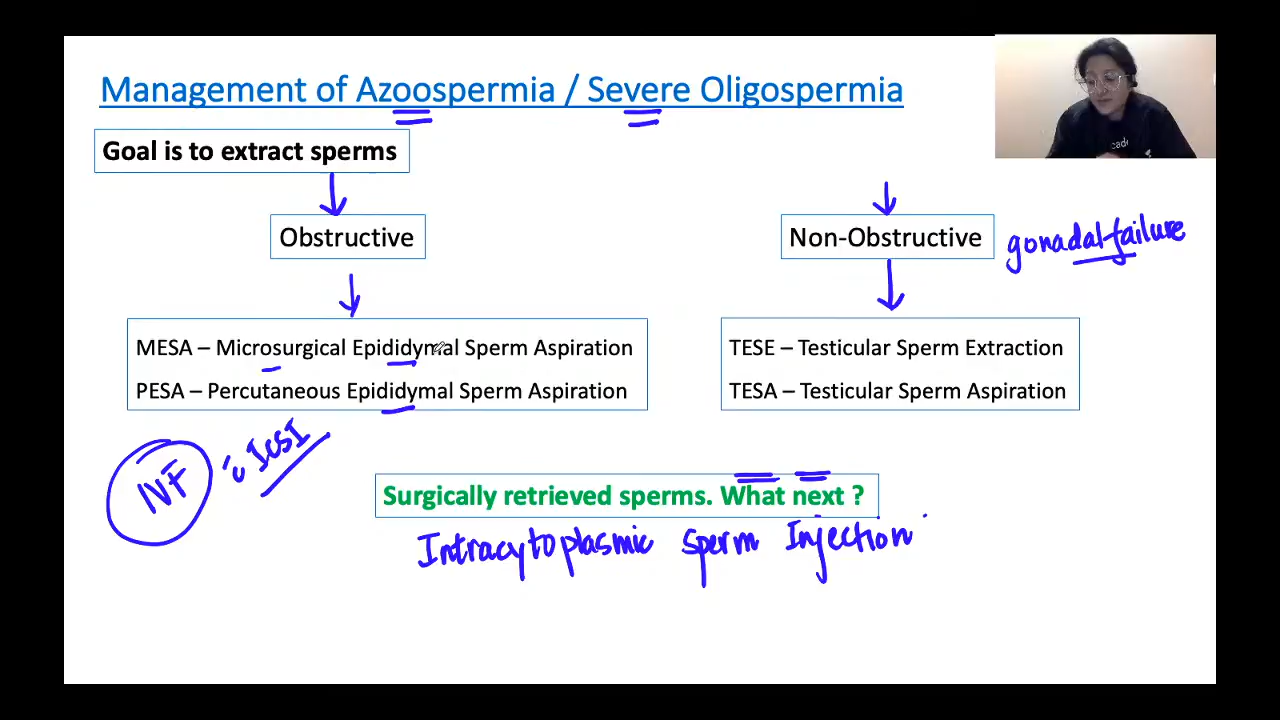 Management of Azoospermia / Severe Oligospermia
Goal is to extract sperms
Obstructive
Non-Obstructive
gonadal failure
MESA – Microsurgical Epididymal Sperm Aspiration
PESA – Percutaneous Epididymal Sperm Aspiration
TESE – Testicular Sperm Extraction
TESA – Testicular Sperm Aspiration
IVF c ICSI
Surgically retrieved sperms. What next ?
Intracytoplasmic sperm Injection